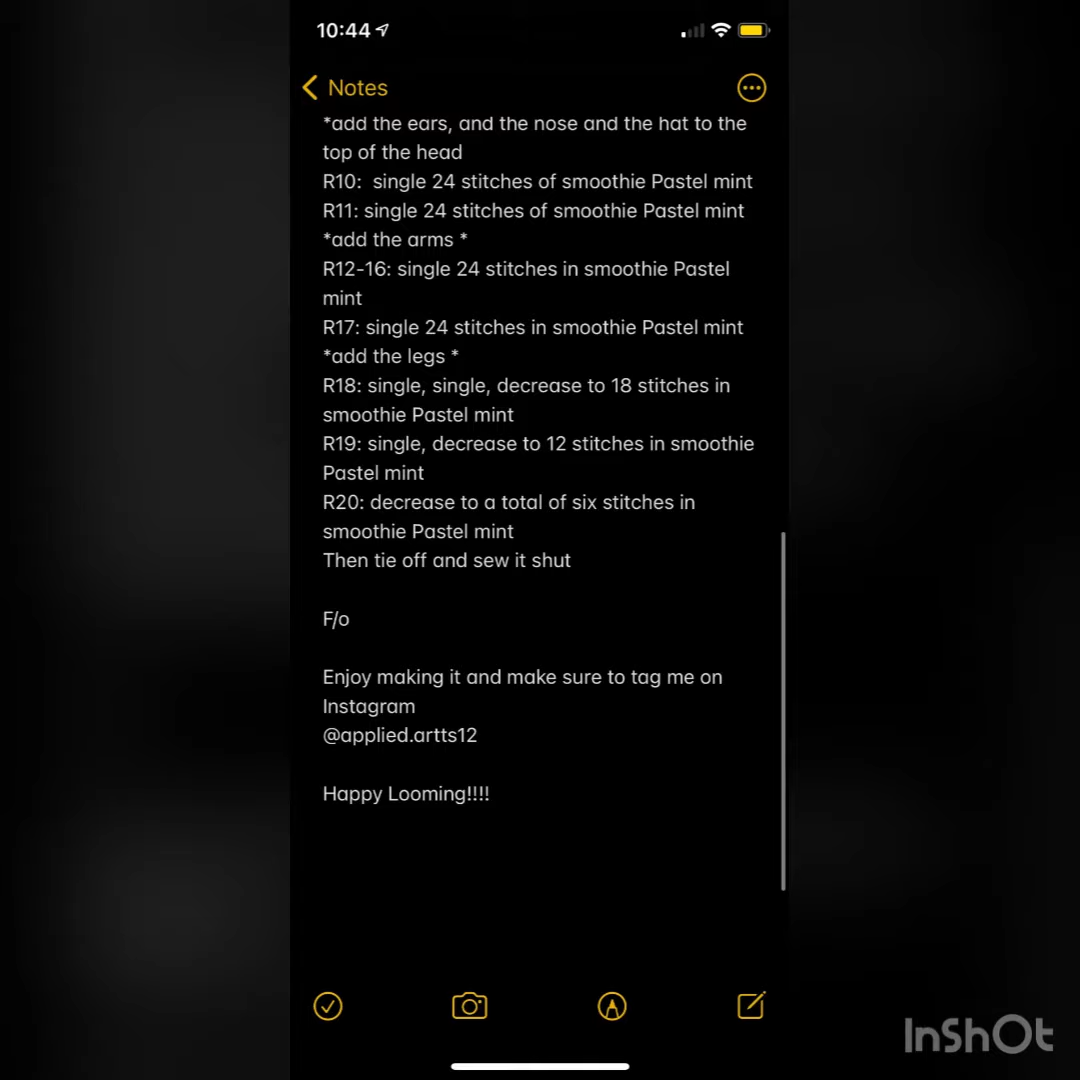 10:44
Notes
*add the ears, and the nose and the hat to the
top of the head
R10:  single 24 stitches of smoothie Pastel mint
R11: single 24 stitches of smoothie Pastel mint
*add the arms *
R12-16: single 24 stitches in smoothie Pastel
mint
R17: single 24 stitches in smoothie Pastel mint
*add the legs *
R18: single, single, decrease to 18 stitches in
smoothie Pastel mint
R19: single, decrease to 12 stitches in smoothie
Pastel mint
R20: decrease to a total of six stitches in
smoothie Pastel mint
Then tie off and sew it shut
F/o
Enjoy making it and make sure to tag me on
Instagram
@applied.artts12
Happy Looming!!!!
InShOt